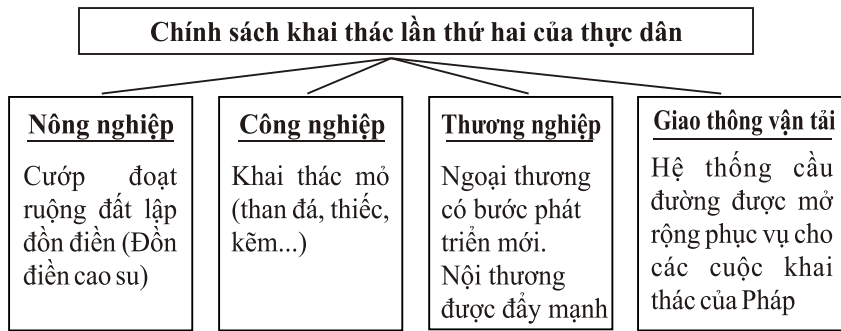 Chính sách khai thác lần thứ hai của thực dân
Nông nghiệp
Cướp đoạt
ruộng đất lập
đồn điền (Đồn
điền cao su)
Công nghiệp
Khai thác mỏ
(than đá, thiếc,
kẽm...)
Thương nghiệp
Ngoại thương
có bước phát
triển mới.
Nội thương
được đẩy mạnh
Giao thông vận tải
Hệ thống cầu
đường được mở
rộng phục vụ cho
các cuộc khai
thác của Pháp